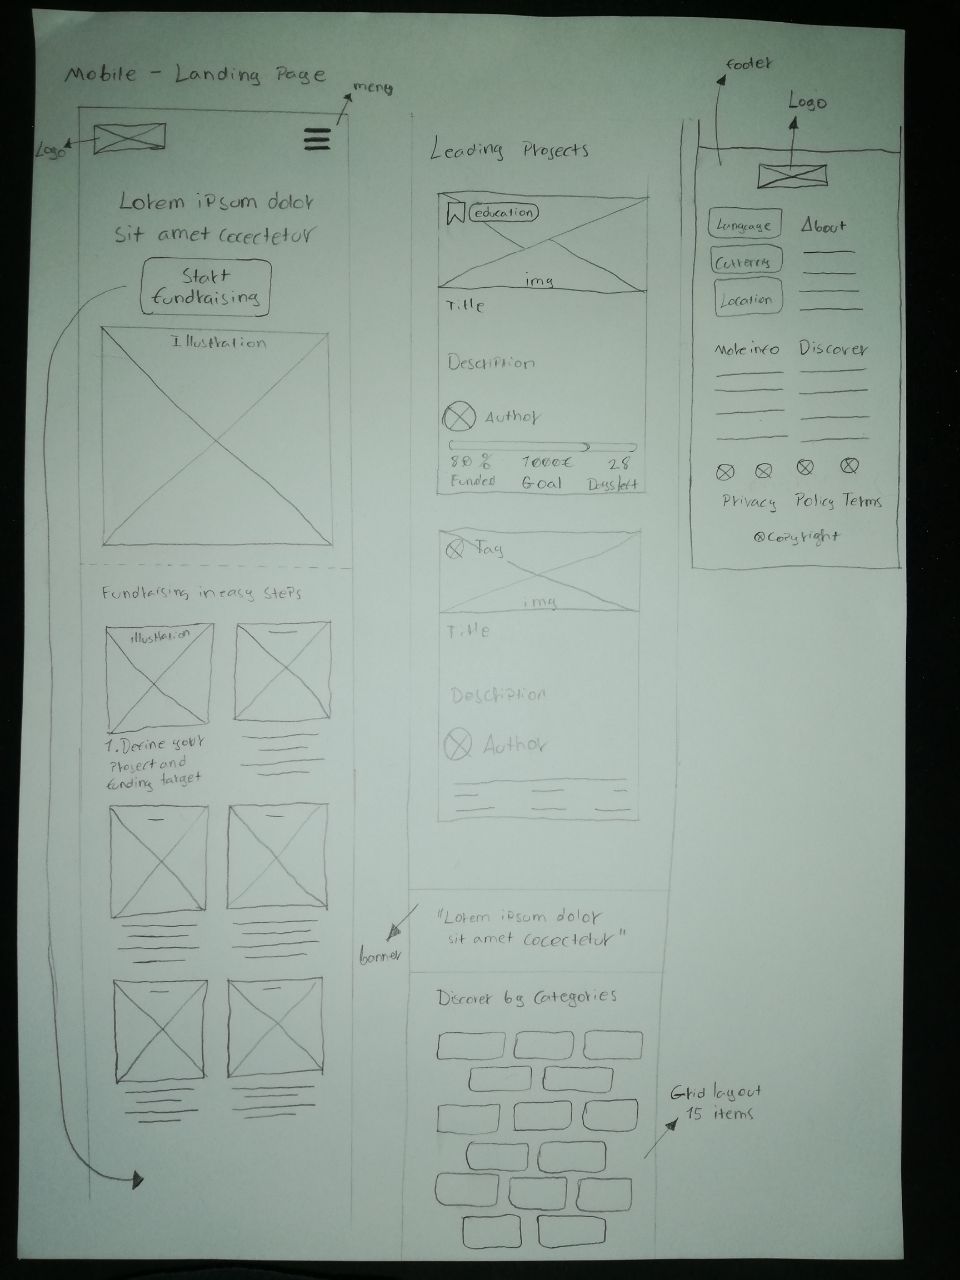 Mobile - Landing Page
menu
Logo
Lorem ipsum dolor
sit amet cocectetur
Start
fundraising
Illustration
Fundraising in easy steps
illustration
1. Define your
project and
funding target
Leading Projects
education
img
Title
Description
Author
80 % 1000€ 28
Funded Goal Days left
Tag
img
Title
Description
Author
banner
"Lorem ipsum dolor
sit amet cocectetur"
Discover by Categories
Grid layout
15 items
footer
Logo
Language About
Currency
Location
More info Discover
Privacy Policy Terms
©Copyright